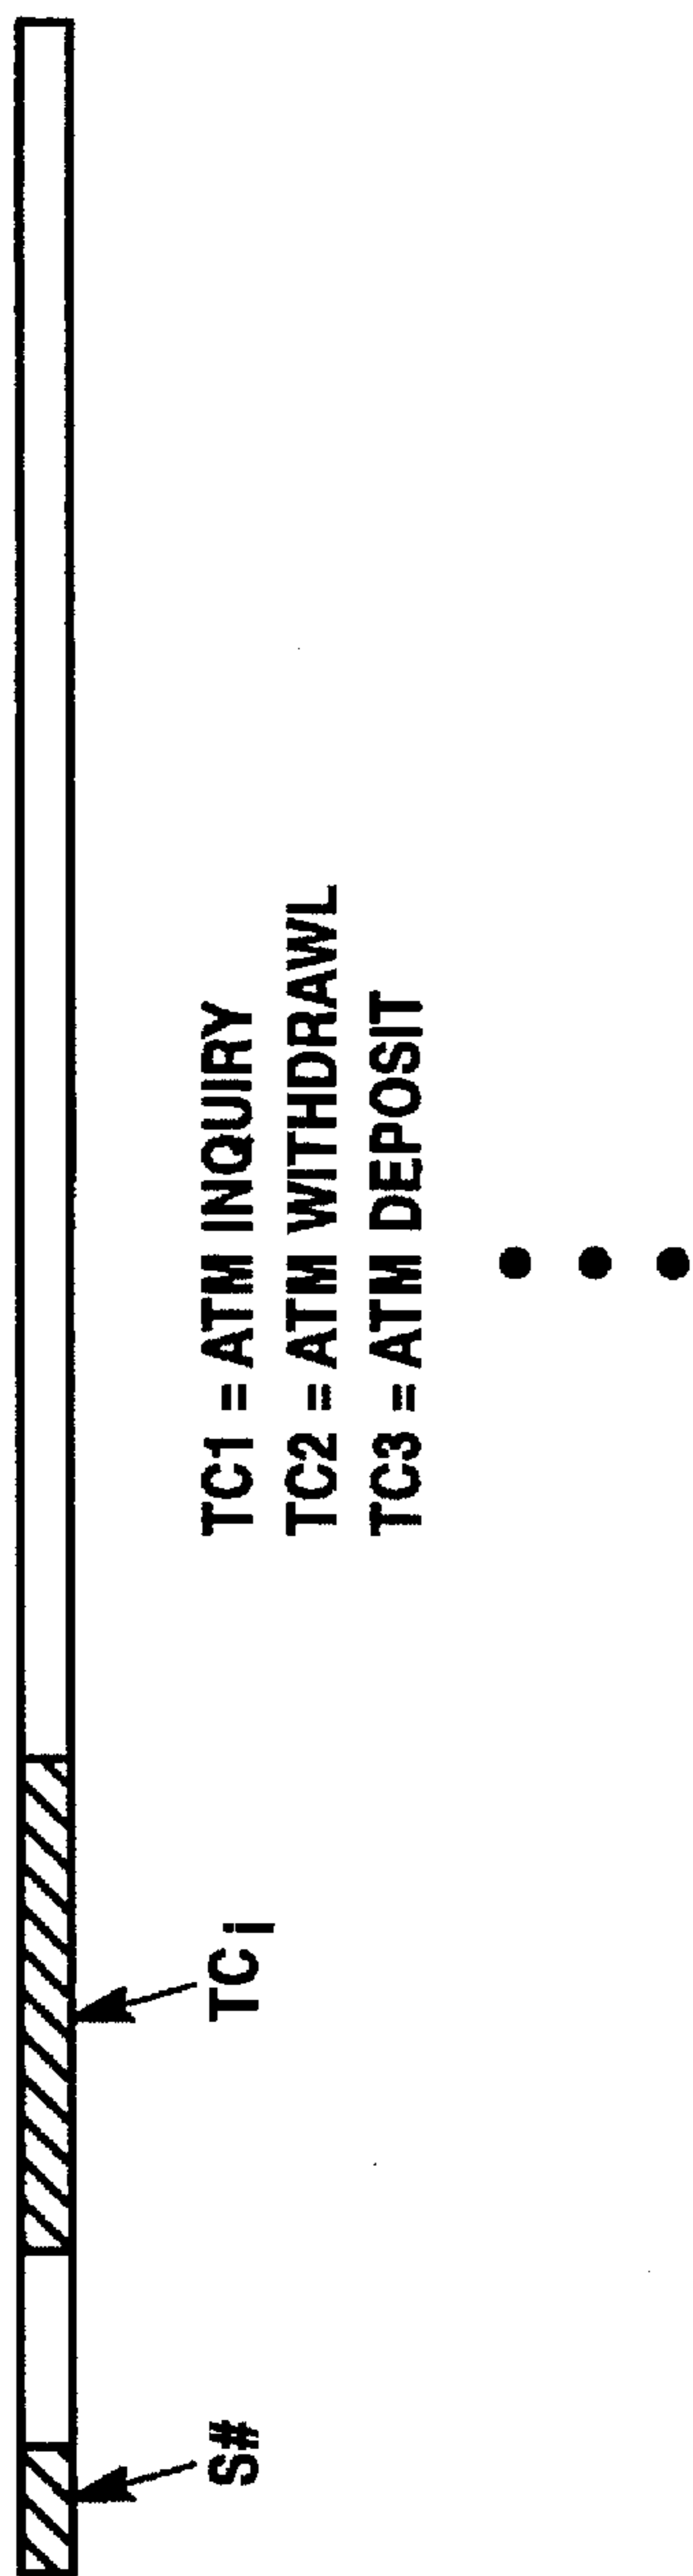 S#
TCi
TC1 = ATM INQUIRY
TC2 = ATM WITHDRAWL
TC3 = ATM DEPOSIT